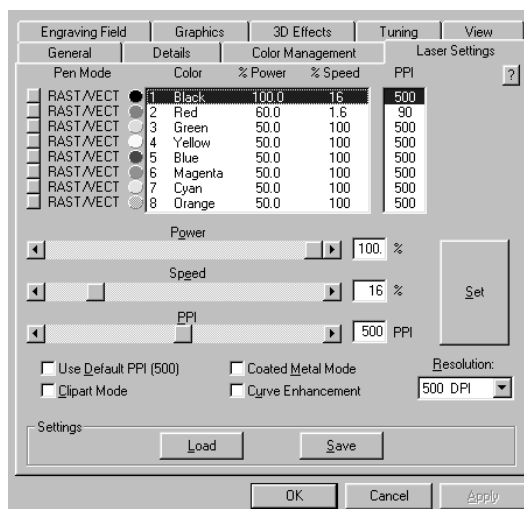 Engraving Field Graphics 3D Effects Tuning View
General Details Color Management Laser Settings
Pen Mode Color % Power % Speed PPI
?
RAST/VECT 1 Black 100.0 16 500
RAST/VECT 2 Red 60.0 1.6 90
RAST/VECT 3 Green 50.0 100 500
RAST/VECT 4 Yellow 50.0 100 500
RAST/VECT 5 Blue 50.0 100 500
RAST/VECT 6 Magenta 50.0 100 500
RAST/VECT 7 Cyan 50.0 100 500
RAST/VECT 8 Orange 50.0 100 500
Power
100. %
Speed
16 % Set
PPI
500 PPI
Use Default PPI (500) Coated Metal Mode Resolution:
Clipart Mode Curve Enhancement 500 DPI
Settings
Load Save
OK Cancel Apply